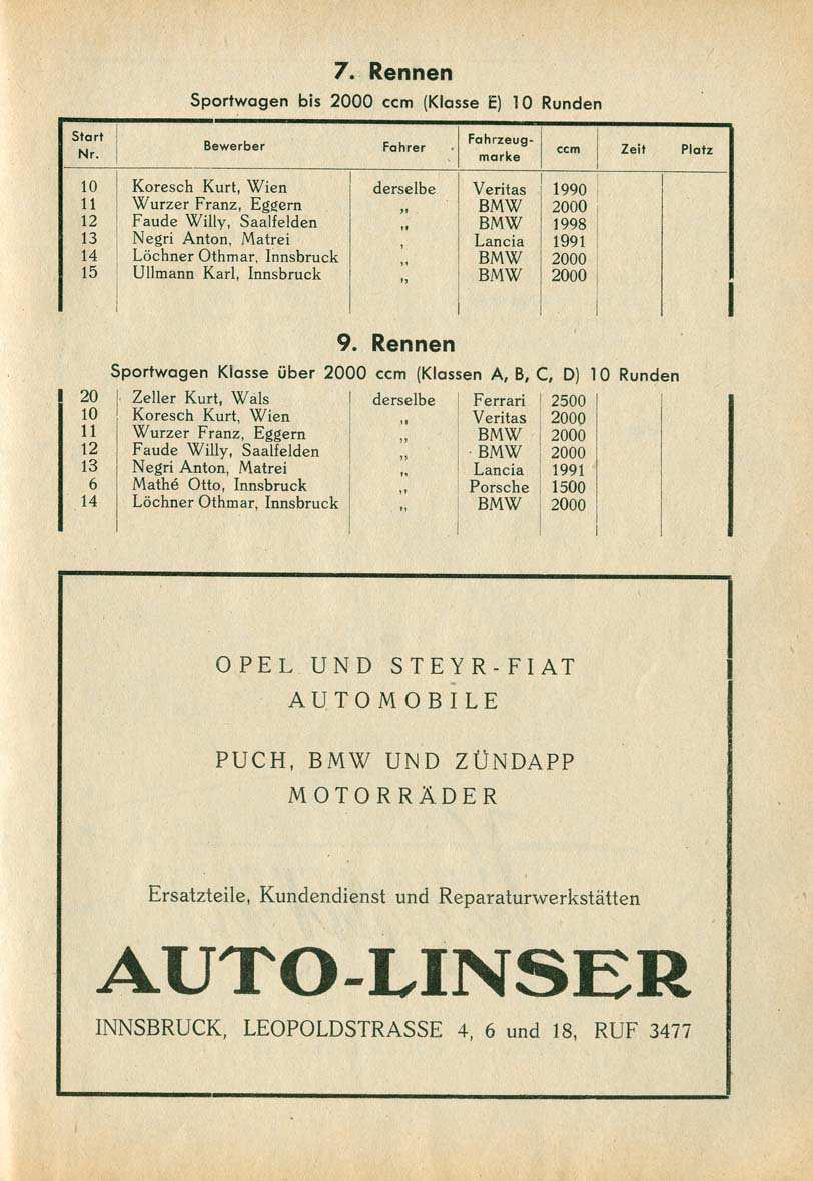 7. Rennen
Sportwagen bis 2000 ccm (Klasse E) 10 Runden
Start Nr. Bewerber Fahrer Fahrzeug-marke ccm Zeit Platz
10 Koresch Kurt, Wien derselbe Veritas 1990
11 Wurzer Franz, Eggern „ BMW 2000
12 Faude Willy, Saalfelden „ BMW 1998
13 Negri Anton, Matrei , Lancia 1991
14 Löchner Othmar, Innsbruck „ BMW 2000
15 Ullmann Karl, Innsbruck „ BMW 2000
9. Rennen
Sportwagen Klasse über 2000 ccm (Klassen A, B, C, D) 10 Runden
20 Zeller Kurt, Wals derselbe Ferrari 2500
10 Koresch Kurt, Wien „ Veritas 2000
11 Wurzer Franz, Eggern „ BMW 2000
12 Faude Willy, Saalfelden „ BMW 2000
13 Negri Anton, Matrei „ Lancia 1991
6 Mathé Otto, Innsbruck „ Porsche 1500
14 Löchner Othmar, Innsbruck „ BMW 2000
OPEL UND STEYR-FIAT
AUTOMOBILE
PUCH, BMW UND ZÜNDAPP
MOTORRÄDER
Ersatzteile, Kundendienst und Reparaturwerkstätten
AUTO-LINSER
INNSBRUCK, LEOPOLDSTRASSE 4, 6 und 18, RUF 3477